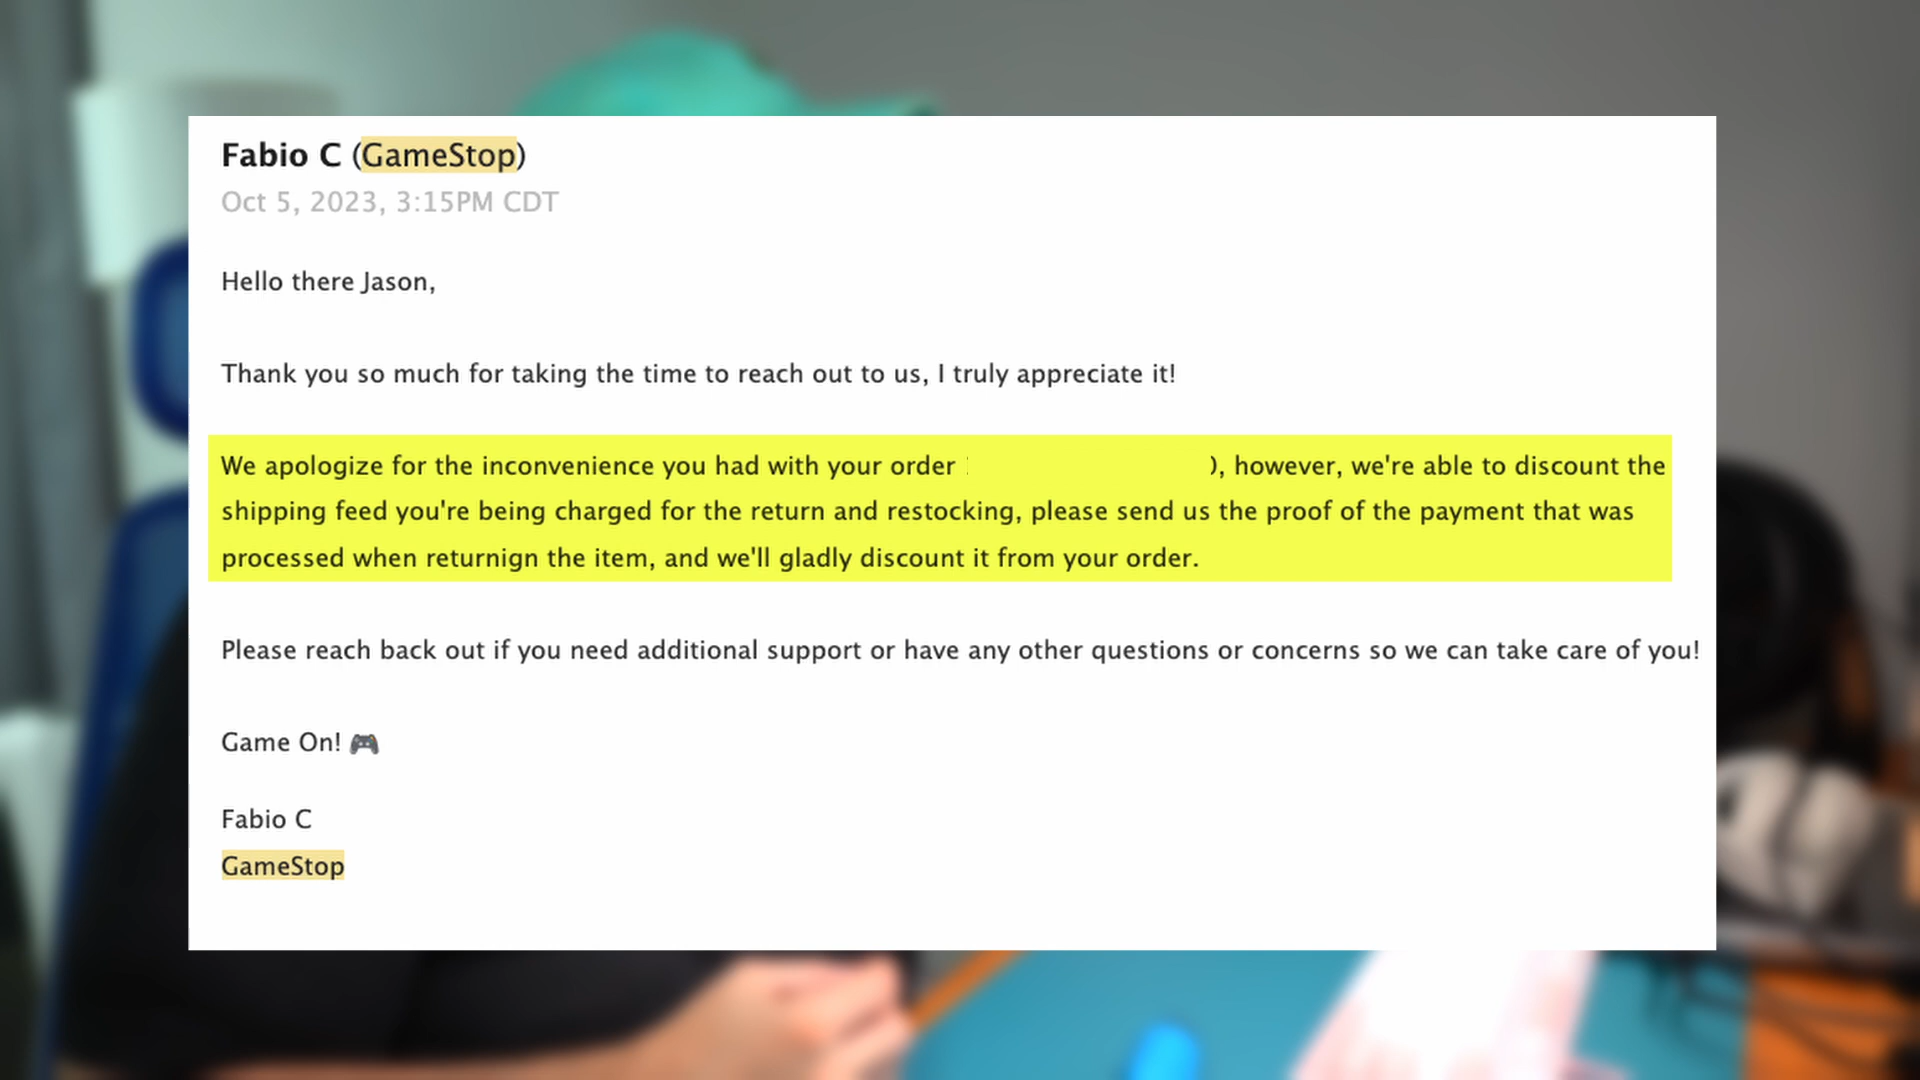 Fabio C (GameStop)
Oct 5, 2023, 3:15PM CDT
Hello there Jason,
Thank you so much for taking the time to reach out to us, I truly appreciate it!
We apologize for the inconvenience you had with your order ), however, we're able to discount the
shipping feed you're being charged for the return and restocking, please send us the proof of the payment that was
processed when returnign the item, and we'll gladly discount it from your order.
Please reach back out if you need additional support or have any other questions or concerns so we can take care of you!
Game On! 🎮
Fabio C
GameStop